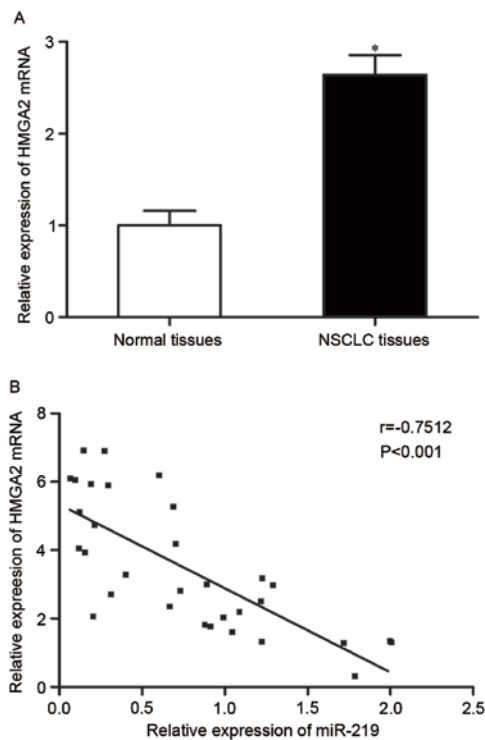 A
Relative expression of HMGA2 mRNA
3
2
1
0
*
Normal tissues
NSCLC tissues
B
Relative expreesion of HMGA2 mRNA
8
6
4
2
0
r=-0.7512
P<0.001
0.0 0.5 1.0 1.5 2.0 2.5
Relative expression of miR-219